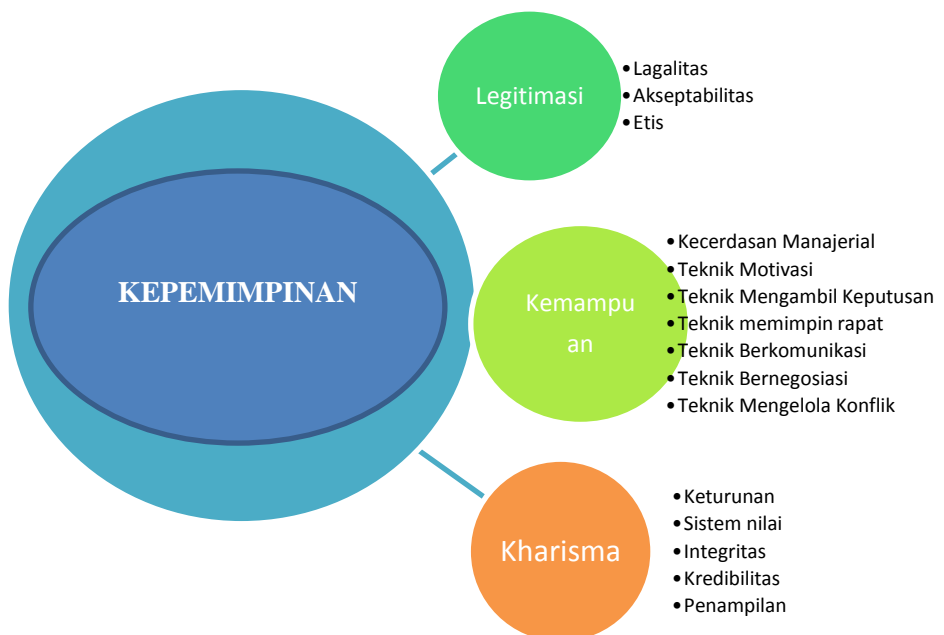 KEPEMIMPINAN
Legitimasi
•Lagalitas
•Akseptabilitas
•Etis
Kemampu
an
•Kecerdasan Manajerial
•Teknik Motivasi
•Teknik Mengambil Keputusan
•Teknik memimpin rapat
•Teknik Berkomunikasi
•Teknik Bernegosiasi
•Teknik Mengelola Konflik
Kharisma
•Keturunan
•Sistem nilai
•Integritas
•Kredibilitas
•Penampilan